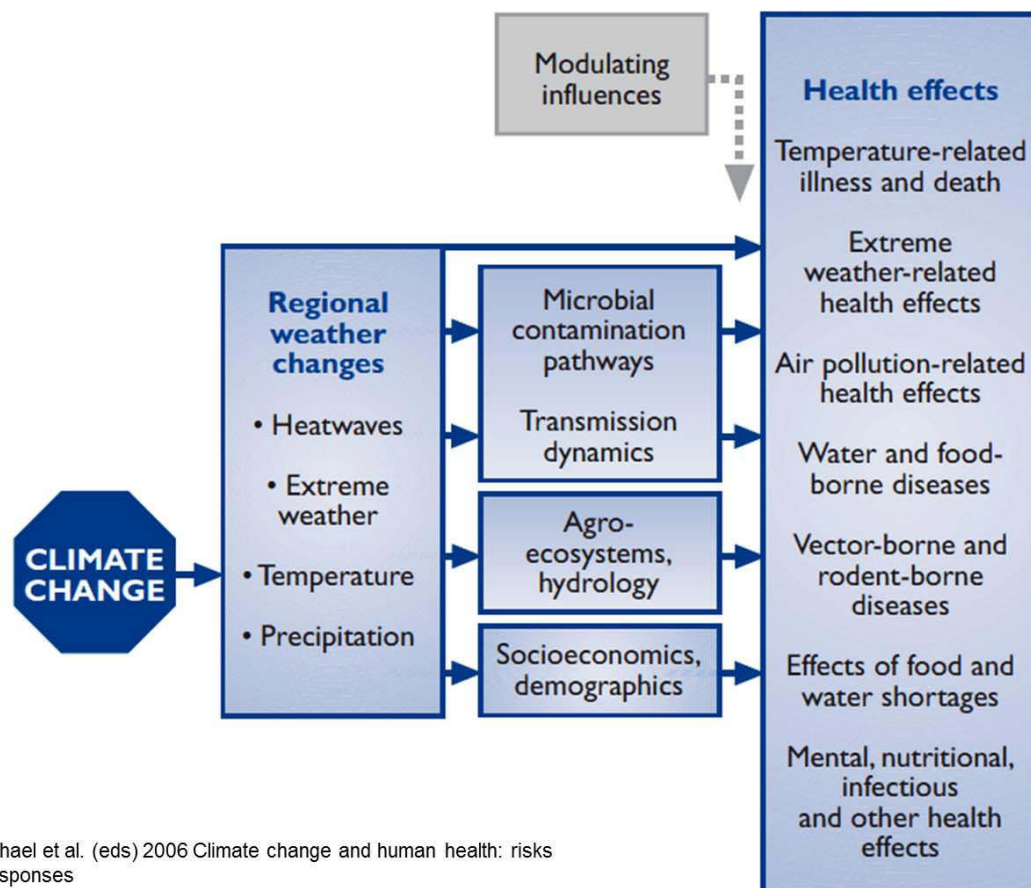 Modulating
influences
Health effects
Temperature-related
illness and death
Extreme
weather-related
health effects
Air pollution-related
health effects
Water and food-
borne diseases
Vector-borne and
rodent-borne
diseases
Effects of food and
water shortages
Mental, nutritional,
infectious
and other health
effects
Regional
weather
changes
• Heatwaves
• Extreme
weather
• Temperature
• Precipitation
Microbial
contamination
pathways
Transmission
dynamics
Agro-
ecosystems,
hydrology
Socioeconomics,
demographics
CLIMATE
CHANGE
hael et al. (eds) 2006 Climate change and human health: risks
sponses